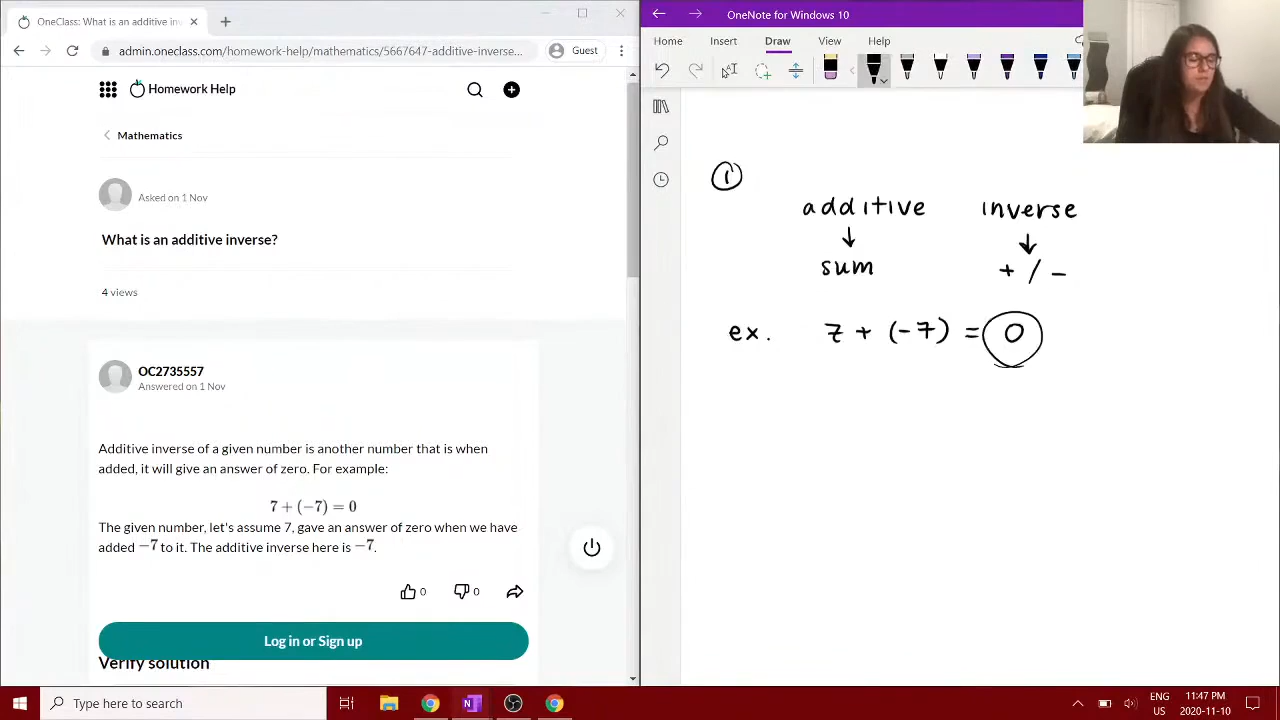 OneClass: What is an additive inv
admin.oneclass.com/homework-help/mathematics/5667647-additive-inverse...
Guest
Homework Help
Mathematics
Asked on 1 Nov
What is an additive inverse?
4 views
OC2735557
Answered on 1 Nov
Additive inverse of a given number is another number that is when
added, it will give an answer of zero. For example:
7 + (−7) = 0
The given number, let's assume 7, gave an answer of zero when we have
added −7 to it. The additive inverse here is −7.
0 0
Log in or Sign up
Verify solution
OneNote for Windows 10
Home Insert Draw View Help
①
additive inverse
↓ ↓
sum + / −
ex. 7 + (−7) = 0
Type here to search
ENG 11:47 PM
US 2020-11-10